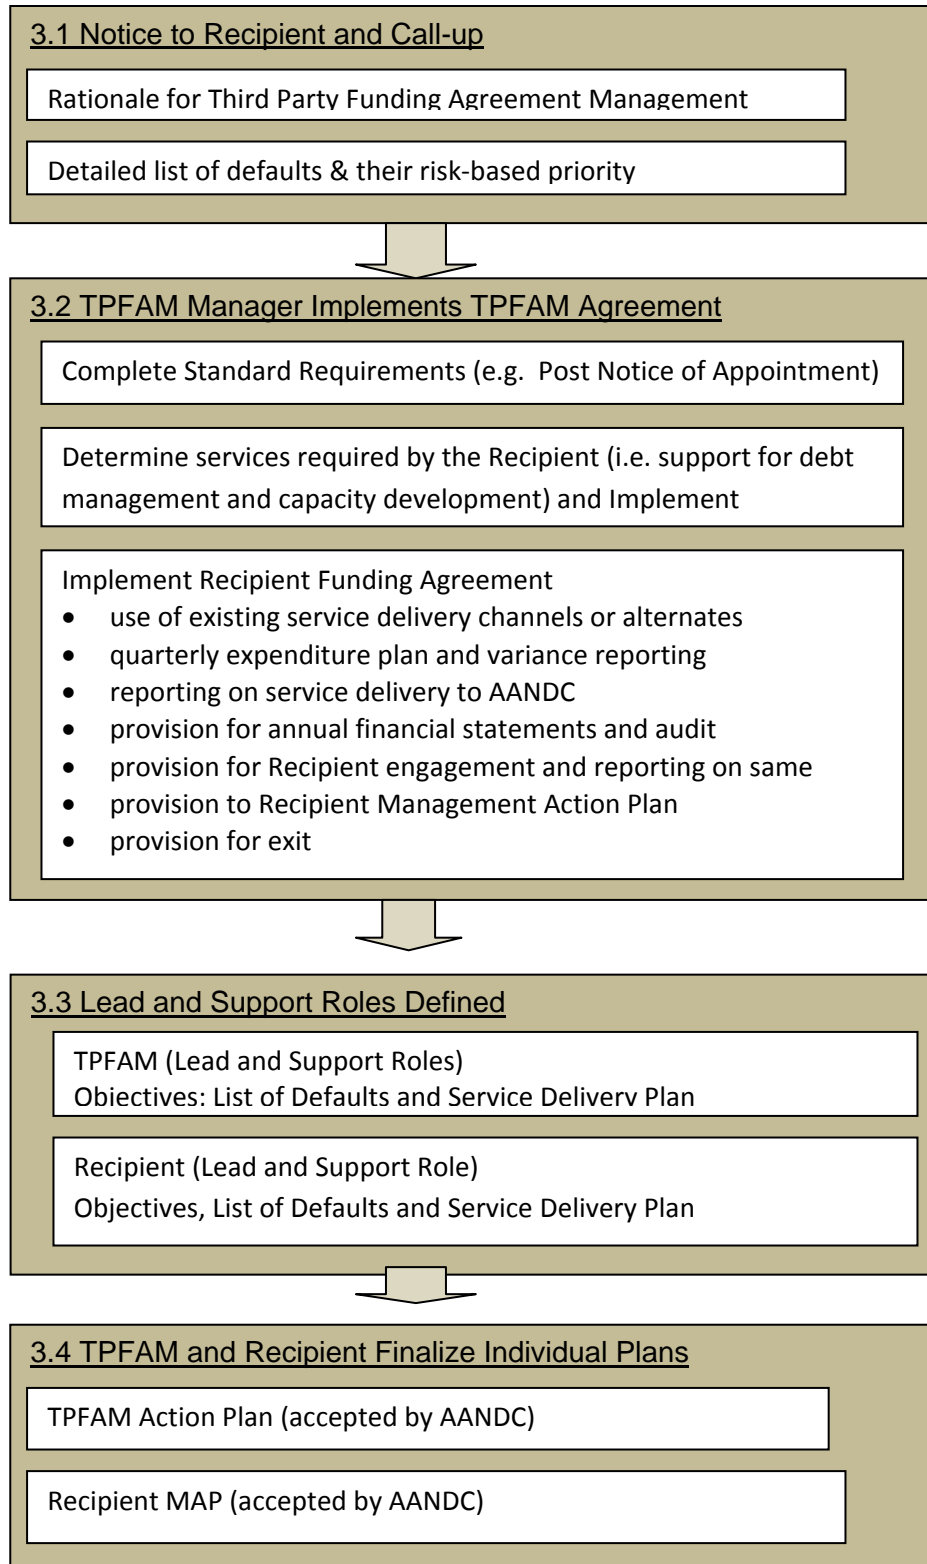 3.1 Notice to Recipient and Call-up
Rationale for Third Party Funding Agreement Management
Detailed list of defaults & their risk-based priority
3.2 TPFAM Manager Implements TPFAM Agreement
Complete Standard Requirements (e.g. Post Notice of Appointment)
Determine services required by the Recipient (i.e. support for debt
management and capacity development) and Implement
Implement Recipient Funding Agreement
• use of existing service delivery channels or alternates
• quarterly expenditure plan and variance reporting
• reporting on service delivery to AANDC
• provision for annual financial statements and audit
• provision for Recipient engagement and reporting on same
• provision to Recipient Management Action Plan
• provision for exit
3.3 Lead and Support Roles Defined
TPFAM (Lead and Support Roles)
Objectives: List of Defaults and Service Delivery Plan
Recipient (Lead and Support Role)
Objectives, List of Defaults and Service Delivery Plan
3.4 TPFAM and Recipient Finalize Individual Plans
TPFAM Action Plan (accepted by AANDC)
Recipient MAP (accepted by AANDC)